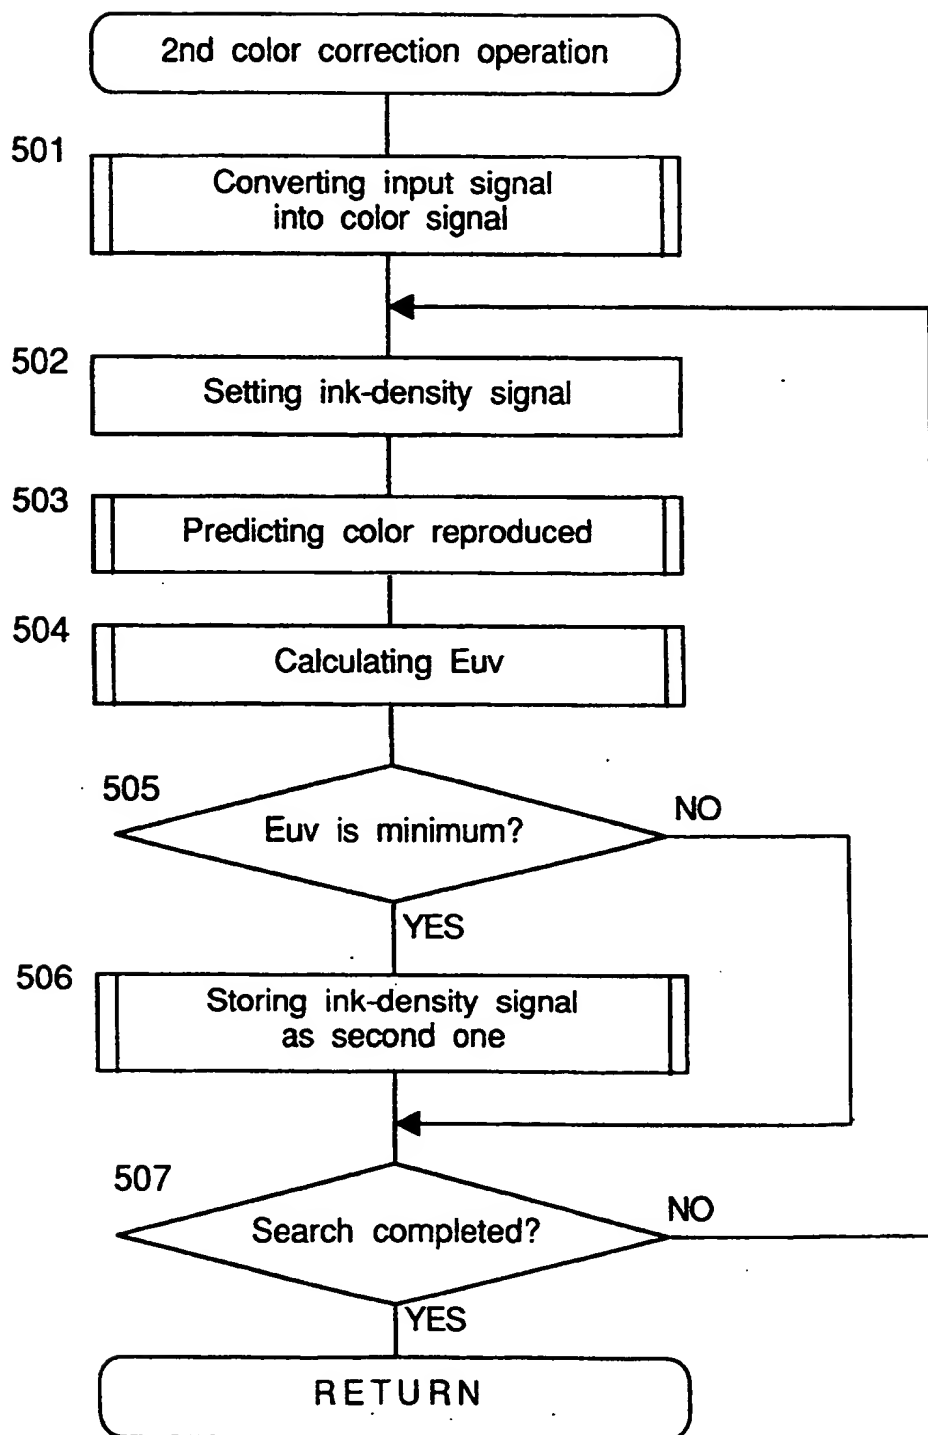 2nd color correction operation
501
Converting input signal
into color signal
502
Setting ink-density signal
503
Predicting color reproduced
504
Calculating Euv
505
Euv is minimum?
NO
YES
506
Storing ink-density signal
as second one
507
Search completed?
NO
YES
RETURN